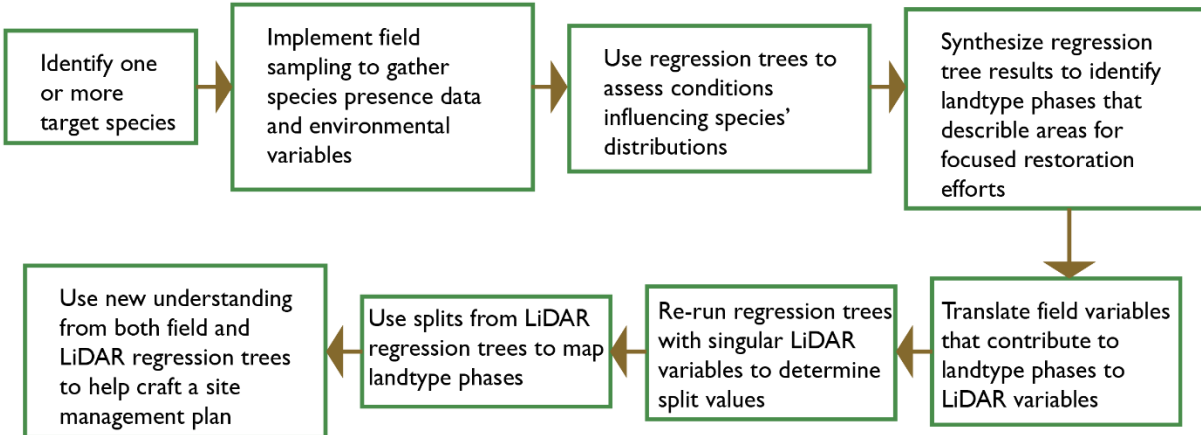 Identify one
or more
target species
Implement field
sampling to gather
species presence data
and environmental
variables
Use regression trees to
assess conditions
influencing species'
distributions
Synthesize regression
tree results to identify
landtype phases that
describle areas for
focused restoration
efforts
Translate field variables
that contribute to
landtype phases to
LiDAR variables
Re-run regression trees
with singular LiDAR
variables to determine
split values
Use splits from LiDAR
regression trees to map
landtype phases
Use new understanding
from both field and
LiDAR regression trees
to help craft a site
management plan